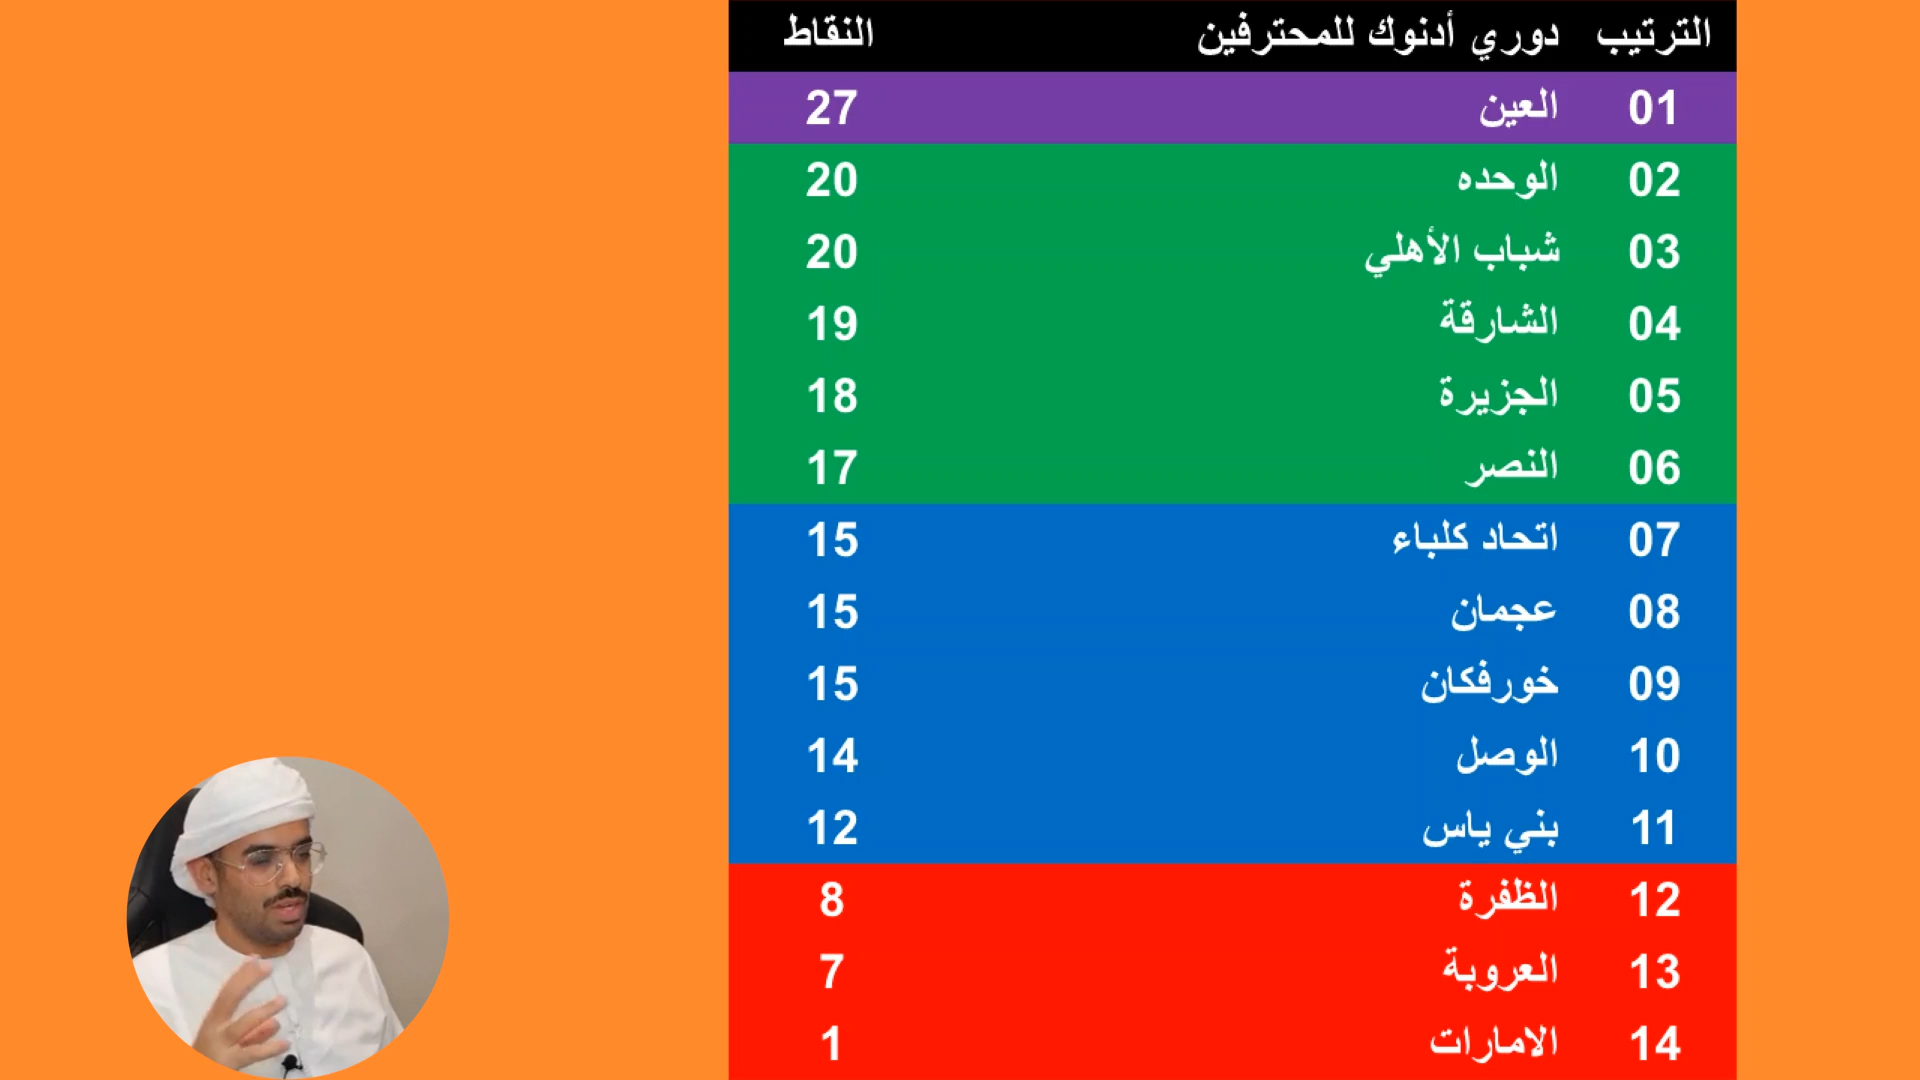 الترتيب دوري أدنوك للمحترفين النقاط
01 العين 27
02 الوحده 20
03 شباب الأهلي 20
04 الشارقة 19
05 الجزيرة 18
06 النصر 17
07 اتحاد كلباء 15
08 عجمان 15
09 خورفكان 15
10 الوصل 14
11 بني ياس 12
12 الظفرة 8
13 العروبة 7
14 الامارات 1